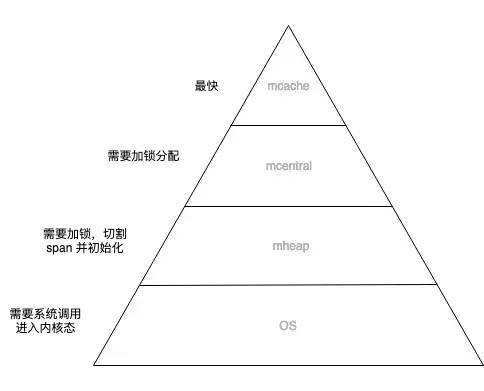 最快
mcache
需要加锁分配
mcentral
需要加锁，切割
span 并初始化
mheap
需要系统调用
进入内核态
OS